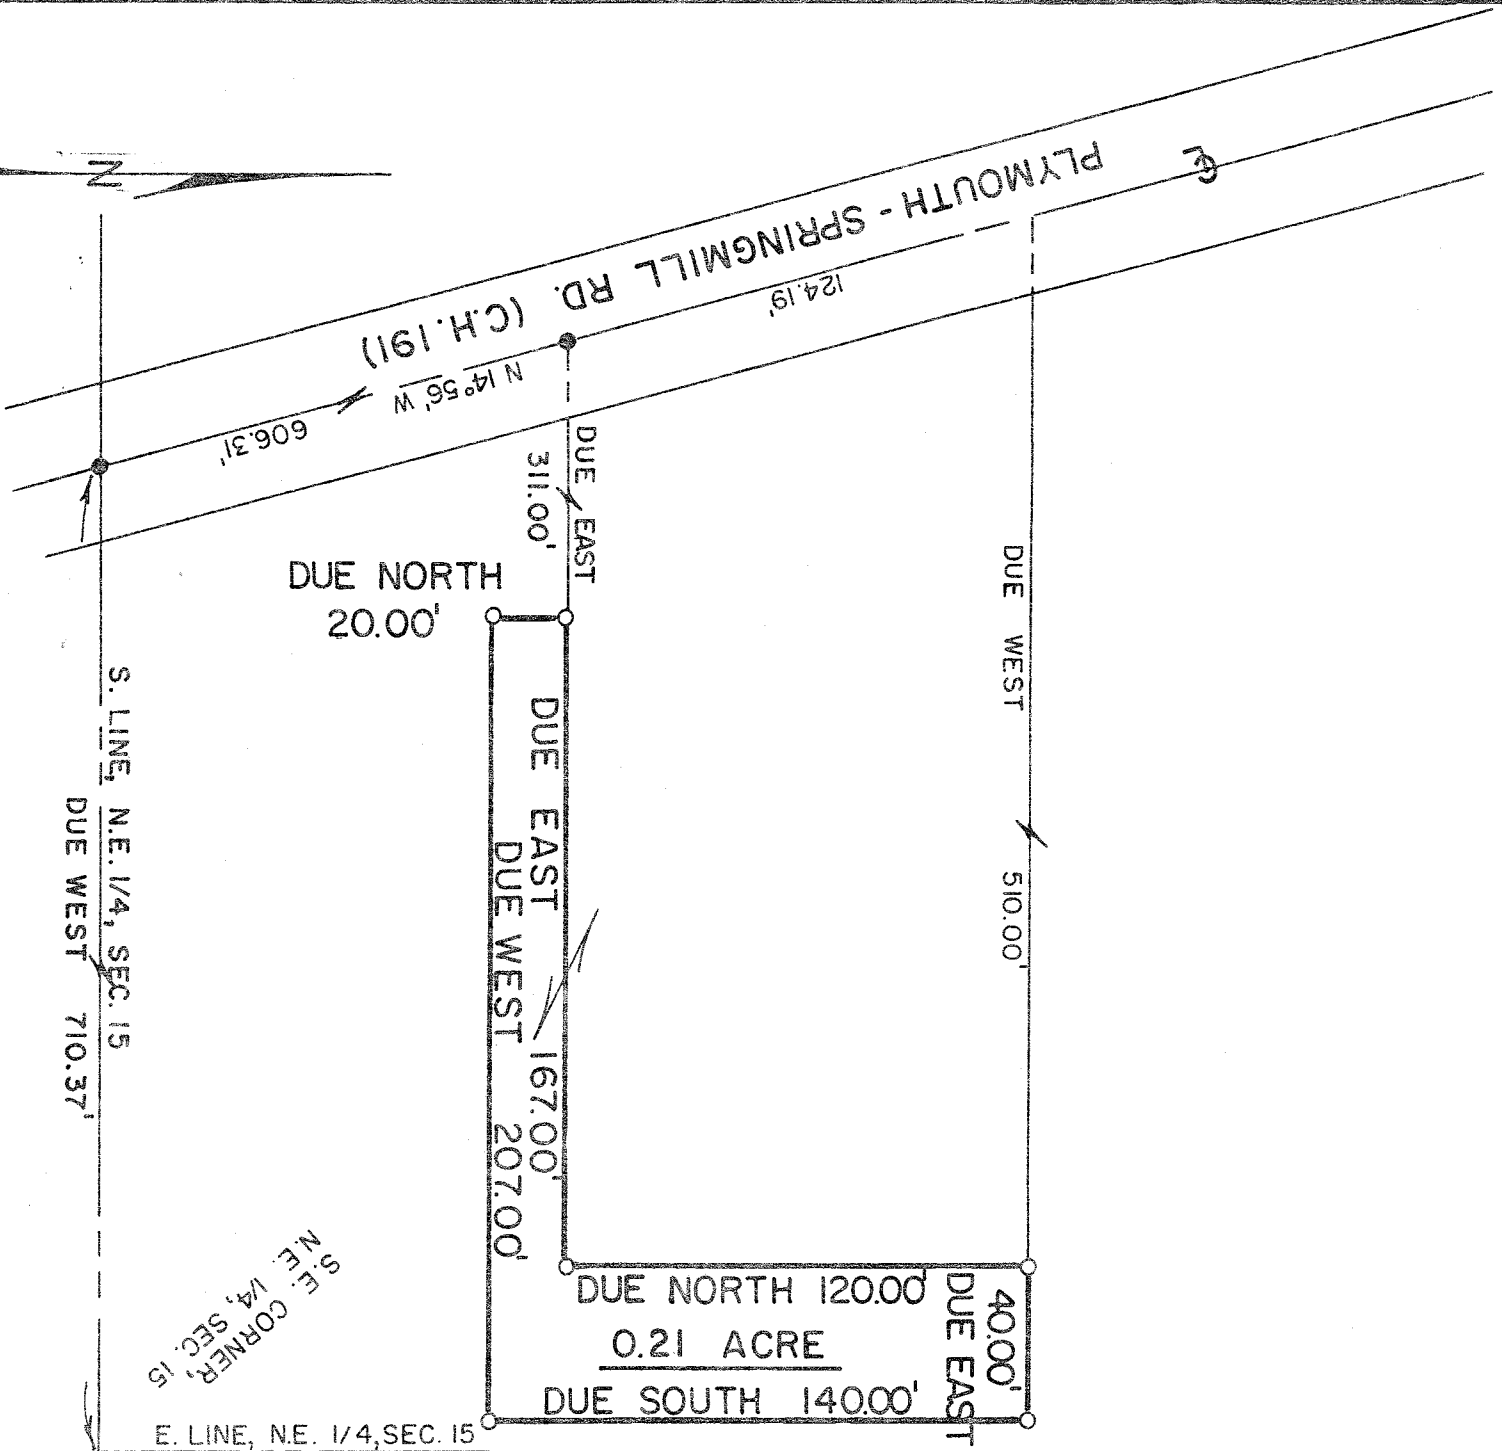 N
PLYMOUTH - SPRINGMILL RD. (C.H. 191)
124.19'
N 14°56' W
606.31'
DUE EAST
311.00'
DUE NORTH
20.00'
DUE WEST 510.00'
S. LINE, N.E. 1/4, SEC. 15
DUE WEST 710.37'
DUE EAST 167.00'
DUE WEST 207.00'
DUE NORTH 120.00'
0.21 ACRE
DUE SOUTH 140.00'
40.00'
DUE EAST
S.E. CORNER,
N.E. 1/4, SEC. 15
E. LINE, N.E. 1/4, SEC. 15